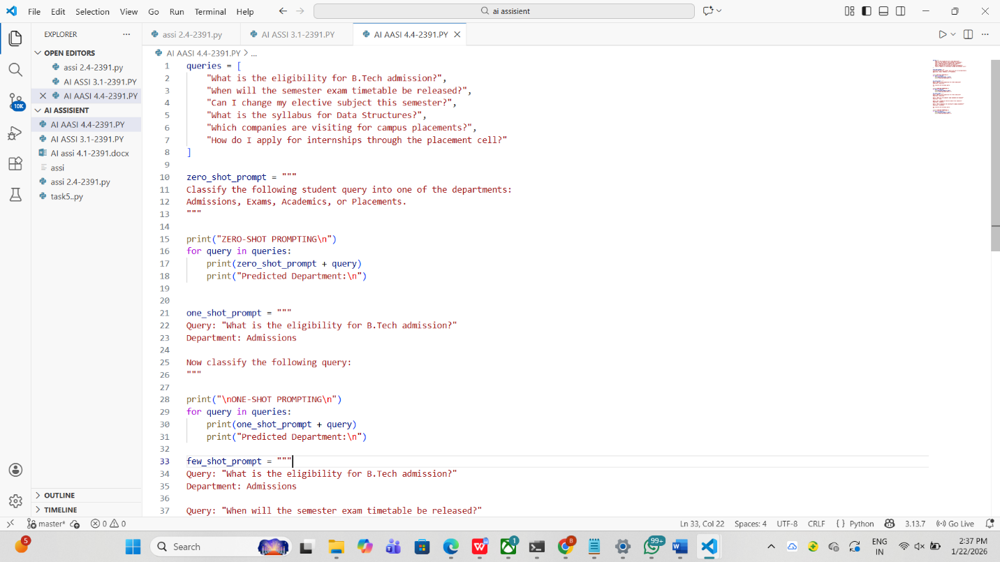 File Edit Selection View Go Run Terminal Help
ai assisient
EXPLORER
OPEN EDITORS
assi 2.4-2391.py
AI ASSI 3.1-2391.PY
AI AASI 4.4-2391.PY
AI ASSISIENT
AI AASI 4.4-2391.PY
AI ASSI 3.1-2391.PY
AI assi 4.1-2391.docx
assi
assi 2.4-2391.py
task5..py
OUTLINE
TIMELINE
10K
assi 2.4-2391.py
AI ASSI 3.1-2391.PY
AI AASI 4.4-2391.PY
AI AASI 4.4-2391.PY > ...
1 queries = [
2 "What is the eligibility for B.Tech admission?",
3 "When will the semester exam timetable be released?",
4 "Can I change my elective subject this semester?",
5 "What is the syllabus for Data Structures?",
6 "Which companies are visiting for campus placements?",
7 "How do I apply for internships through the placement cell?"
8 ]
9
10 zero_shot_prompt = """
11 Classify the following student query into one of the departments:
12 Admissions, Exams, Academics, or Placements.
13 """
14
15 print("ZERO-SHOT PROMPTING\n")
16 for query in queries:
17 print(zero_shot_prompt + query)
18 print("Predicted Department:\n")
19
20
21 one_shot_prompt = """
22 Query: "What is the eligibility for B.Tech admission?"
23 Department: Admissions
24
25 Now classify the following query:
26 """
27
28 print("\nONE-SHOT PROMPTING\n")
29 for query in queries:
30 print(one_shot_prompt + query)
31 print("Predicted Department:\n")
32
33 few_shot_prompt = """
34 Query: "What is the eligibility for B.Tech admission?"
35 Department: Admissions
36
37 Query: "When will the semester exam timetable be released?"
master* 0 0 Ln 33, Col 22 Spaces: 4 UTF-8 CRLF { } Python 3.13.7 Go Live
5 Search 1 8 99+ ENG IN 2:37 PM
1/22/2026